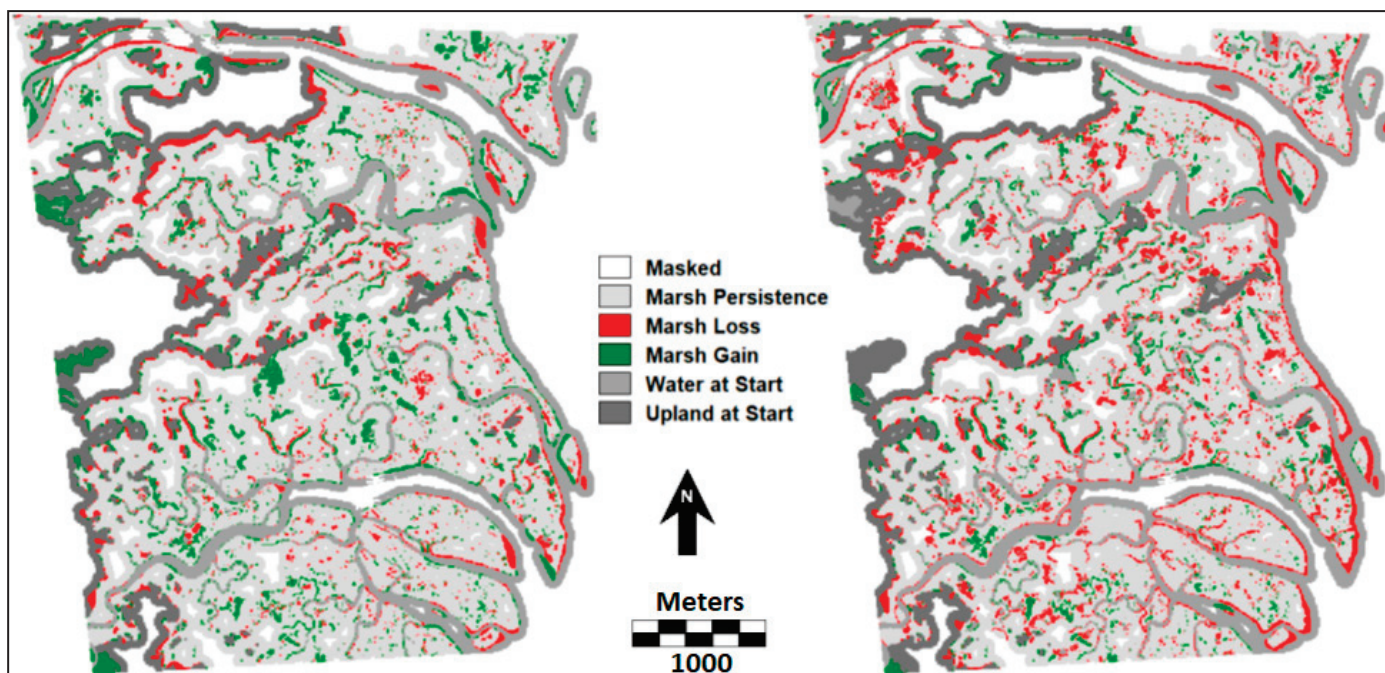 Masked
Marsh Persistence
Marsh Loss
Marsh Gain
Water at Start
Upland at Start
N
Meters
1000